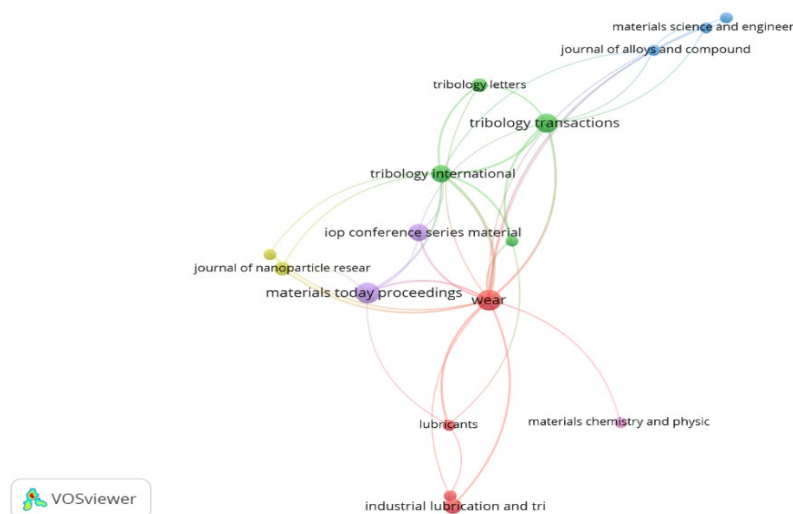 materials science and engineer
journal of alloys and compound
tribology letters
tribology transactions
tribology international
iop conference series material
journal of nanoparticle resear
materials today proceedings
wear
lubricants
materials chemistry and physic
industrial lubrication and tri
VOSviewer